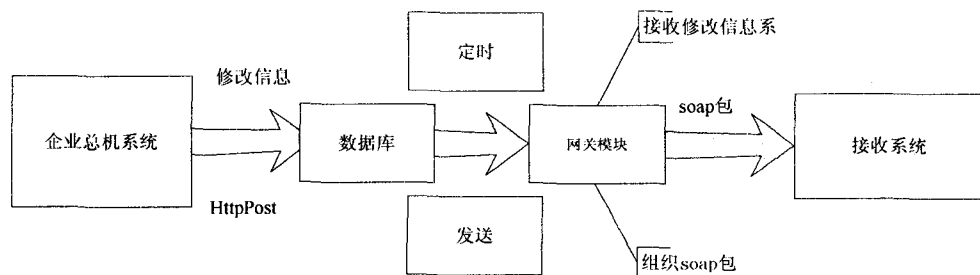 接收修改信息系
定时
修改信息
soap包
企业总机系统
数据库
网关模块
接收系统
HttpPost
发送
组织soap包